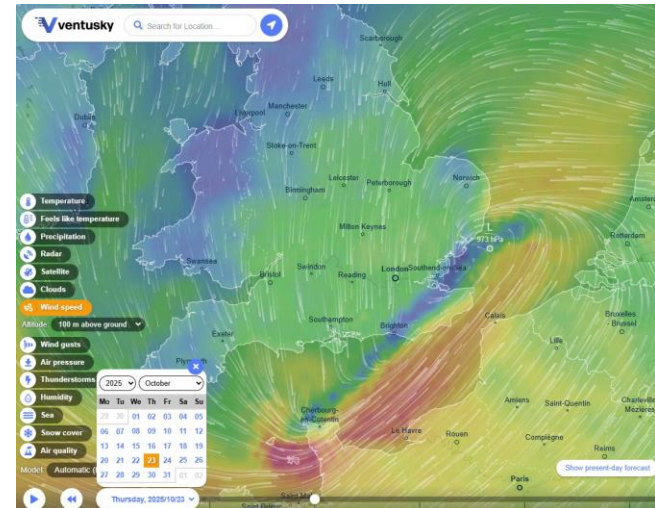 ventusky
Search for Location...
Scarborough
Leeds
Hull
Manchester
Dublin
Liverpool
Stoke-on-Trent
Leicester
Peterborough
Norwich
Birmingham
Amster
Temperature
Feels like temperature
Precipitation
Radar
Satellite
Clouds
Wind speed
Altitude 100 m above ground
Wind gusts
Air pressure
Thunderstorms
Humidity
Sea
Snow cover
Air quality
Model Automatic (
Milton Keynes
L
973 hPa
Rotterdam
Swansea
Bristol
Swindon
Reading
London
Southend-on-Sea
Southampton
Brighton
Calais
Bruxelles
- Brussel
Exeter
Lille
Plymouth
2025 October
Mo Tu We Th Fr Sa Su
29 30 01 02 03 04 05
06 07 08 09 10 11 12
13 14 15 16 17 18 19
20 21 22 23 24 25 26
27 28 29 30 31 01 02
Cherbourg-
en-Cotentin
Le Havre
Rouen
Amiens
Saint-Quentin
Charleville
Mézières
Compiègne
Reims
Show present-day forecast
Paris
Thursday, 2025/10/23